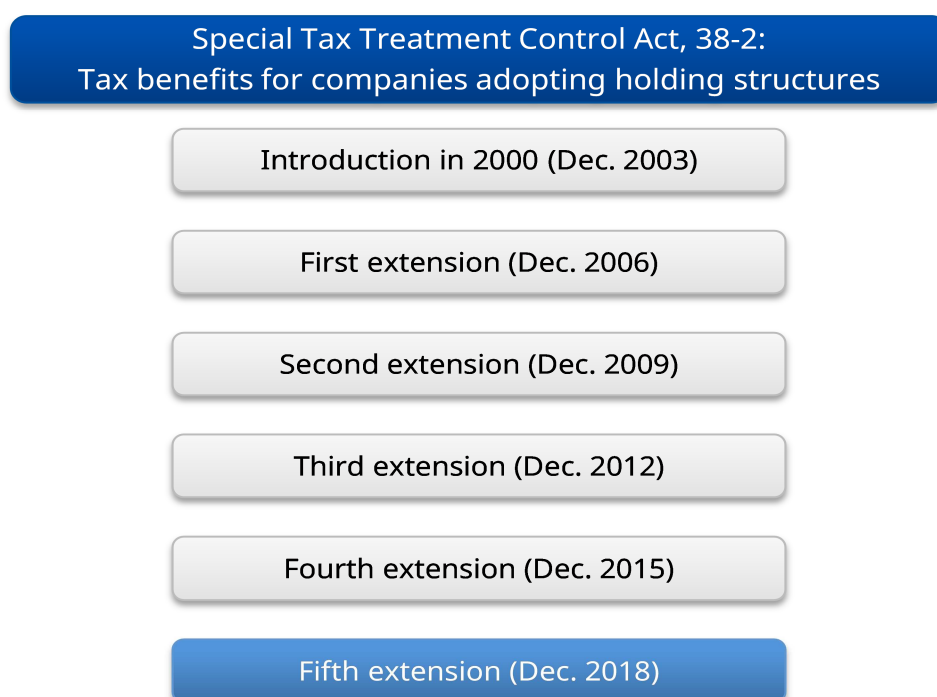 Special Tax Treatment Control Act, 38-2:
Tax benefits for companies adopting holding structures
Introduction in 2000 (Dec. 2003)
First extension (Dec. 2006)
Second extension (Dec. 2009)
Third extension (Dec. 2012)
Fourth extension (Dec. 2015)
Fifth extension (Dec. 2018)